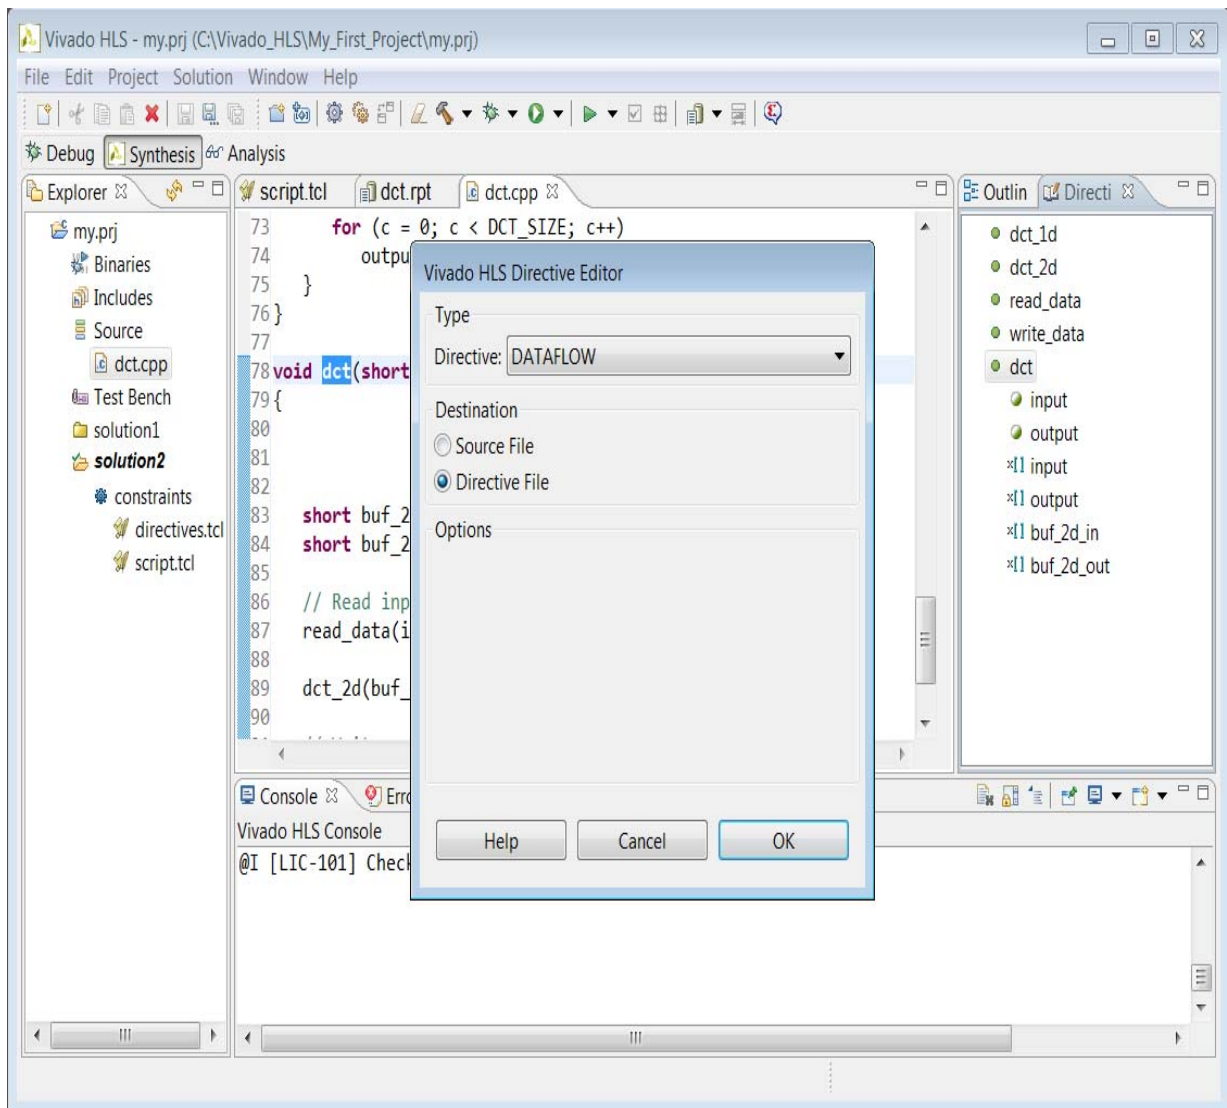 Vivado HLS - my.prj (C:\Vivado_HLS\My_First_Project\my.prj)
File Edit Project Solution Window Help
Debug Synthesis Analysis
Explorer
my.prj
Binaries
Includes
Source
dct.cpp
Test Bench
solution1
solution2
constraints
directives.tcl
script.tcl
script.tcl dct.rpt dct.cpp
73 for (c = 0; c < DCT_SIZE; c++)
74 outpu
75 }
76 }
77
78 void dct(short
79 {
80
81
82
83 short buf_2
84 short buf_2
85
86 // Read inp
87 read_data(i
88
89 dct_2d(buf_
90
Vivado HLS Directive Editor
Type
Directive: DATAFLOW
Destination
Source File
Directive File
Options
Help Cancel OK
Outlin Directi
dct_1d
dct_2d
read_data
write_data
dct
input
output
x[] input
x[] output
x[] buf_2d_in
x[] buf_2d_out
Console Erro
Vivado HLS Console
@I [LIC-101] Check